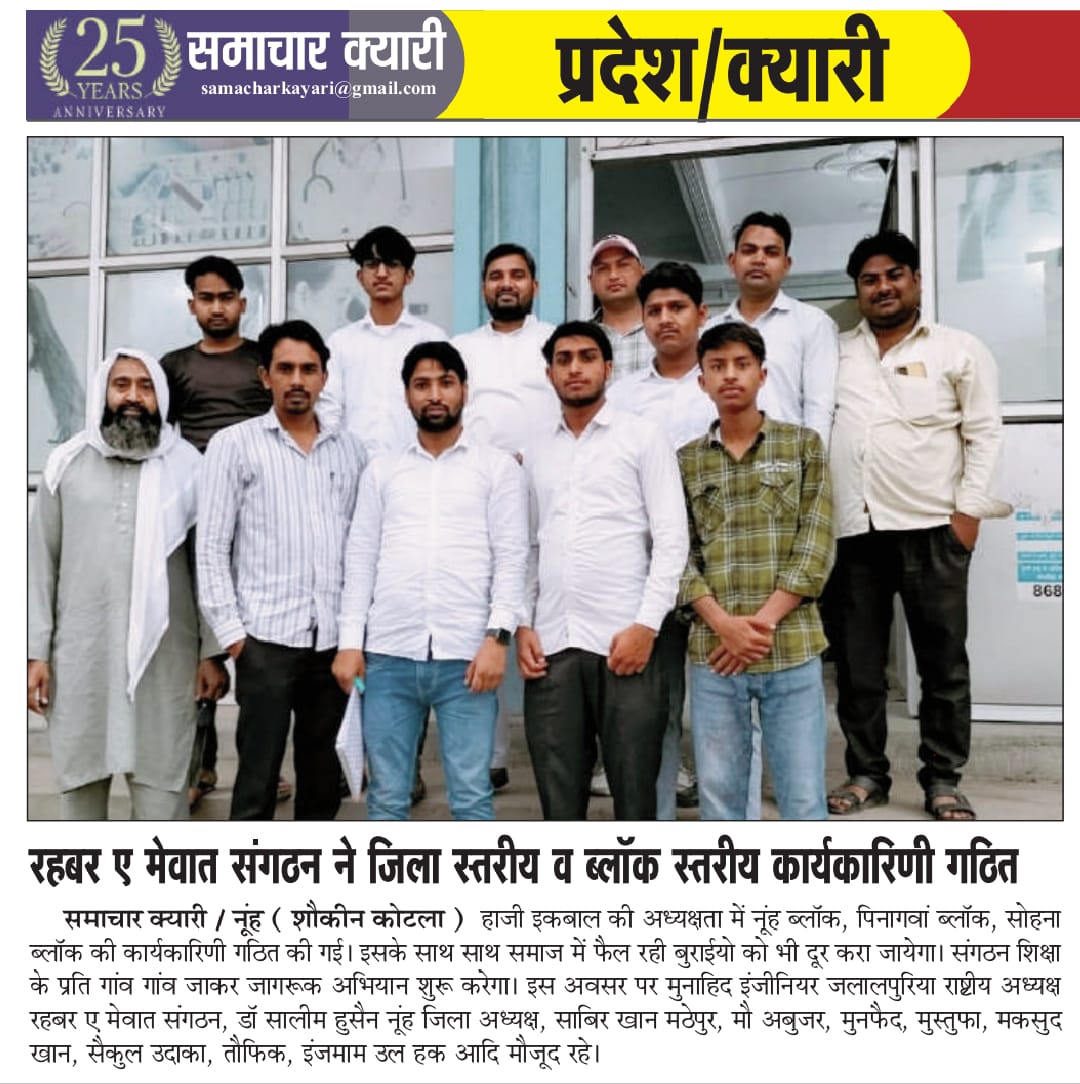 25
YEARS
ANNIVERSARY
समाचार क्यारी
samacharkayari@gmail.com
प्रदेश/क्यारी
868
रहबर ए मेवात संगठन ने जिला स्तरीय व ब्लॉक स्तरीय कार्यकारिणी गठित
समाचार क्यारी / नूंह ( शौकीन कोटला ) हाजी इकबाल की अध्यक्षता में नूंह ब्लॉक, पिनागवां ब्लॉक, सोहना
ब्लॉक की कार्यकारिणी गठित की गई। इसके साथ साथ समाज में फैल रही बुराईयो को भी दूर करा जायेगा। संगठन शिक्षा
के प्रति गांव गांव जाकर जागरूक अभियान शुरू करेगा। इस अवसर पर मुनाहिद इंजीनियर जलालपुरिया राष्ट्रीय अध्यक्ष
रहबर ए मेवात संगठन, डॉ सालीम हुसैन नूंह जिला अध्यक्ष, साबिर खान मठेपुर, मौ अबुजर, मुनफैद, मुस्तुफा, मकसुद
खान, सैकुल उदाका, तौफिक, इंजमाम उल हक आदि मौजूद रहे।